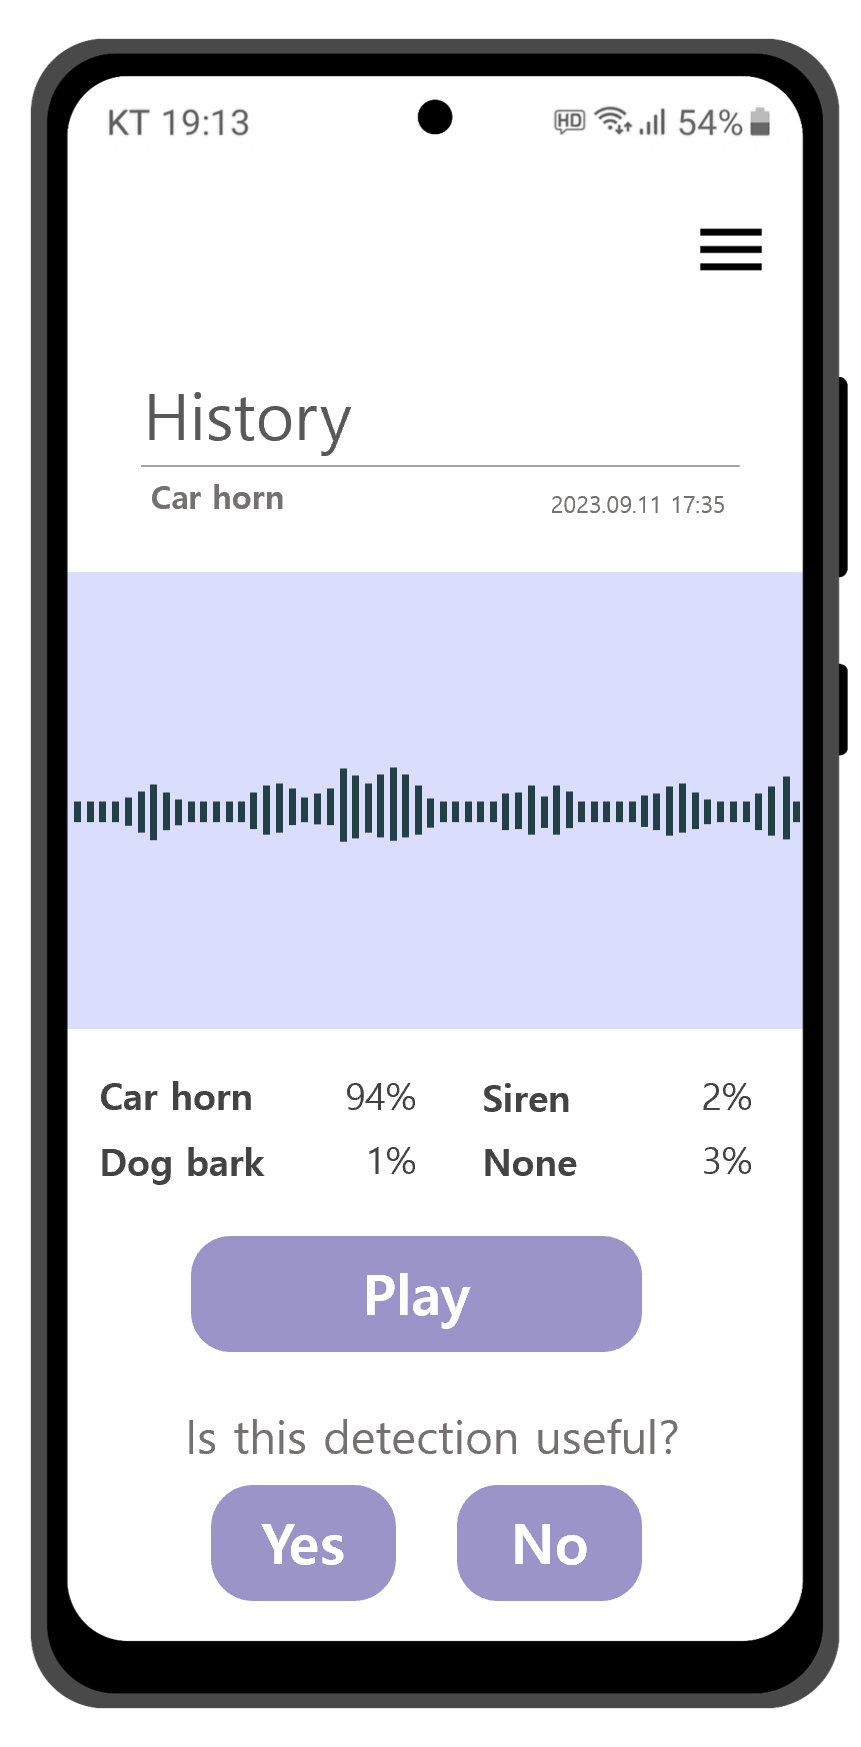 KT 19:13 HD 54%
History
Car horn 2023.09.11 17:35
Car horn 94% Siren 2%
Dog bark 1% None 3%
Play
Is this detection useful?
Yes No